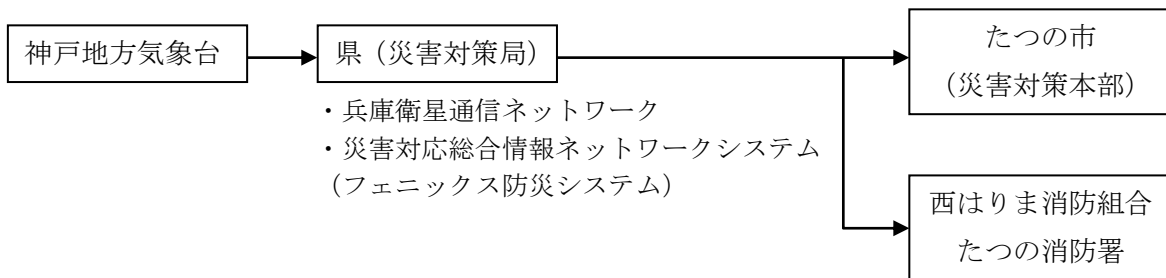 神戸地方気象台
県（災害対策局）
・兵庫衛星通信ネットワーク
・災害対応総合情報ネットワークシステム
（フェニックス防災システム）
たつの市
（災害対策本部）
西はりま消防組合
たつの消防署